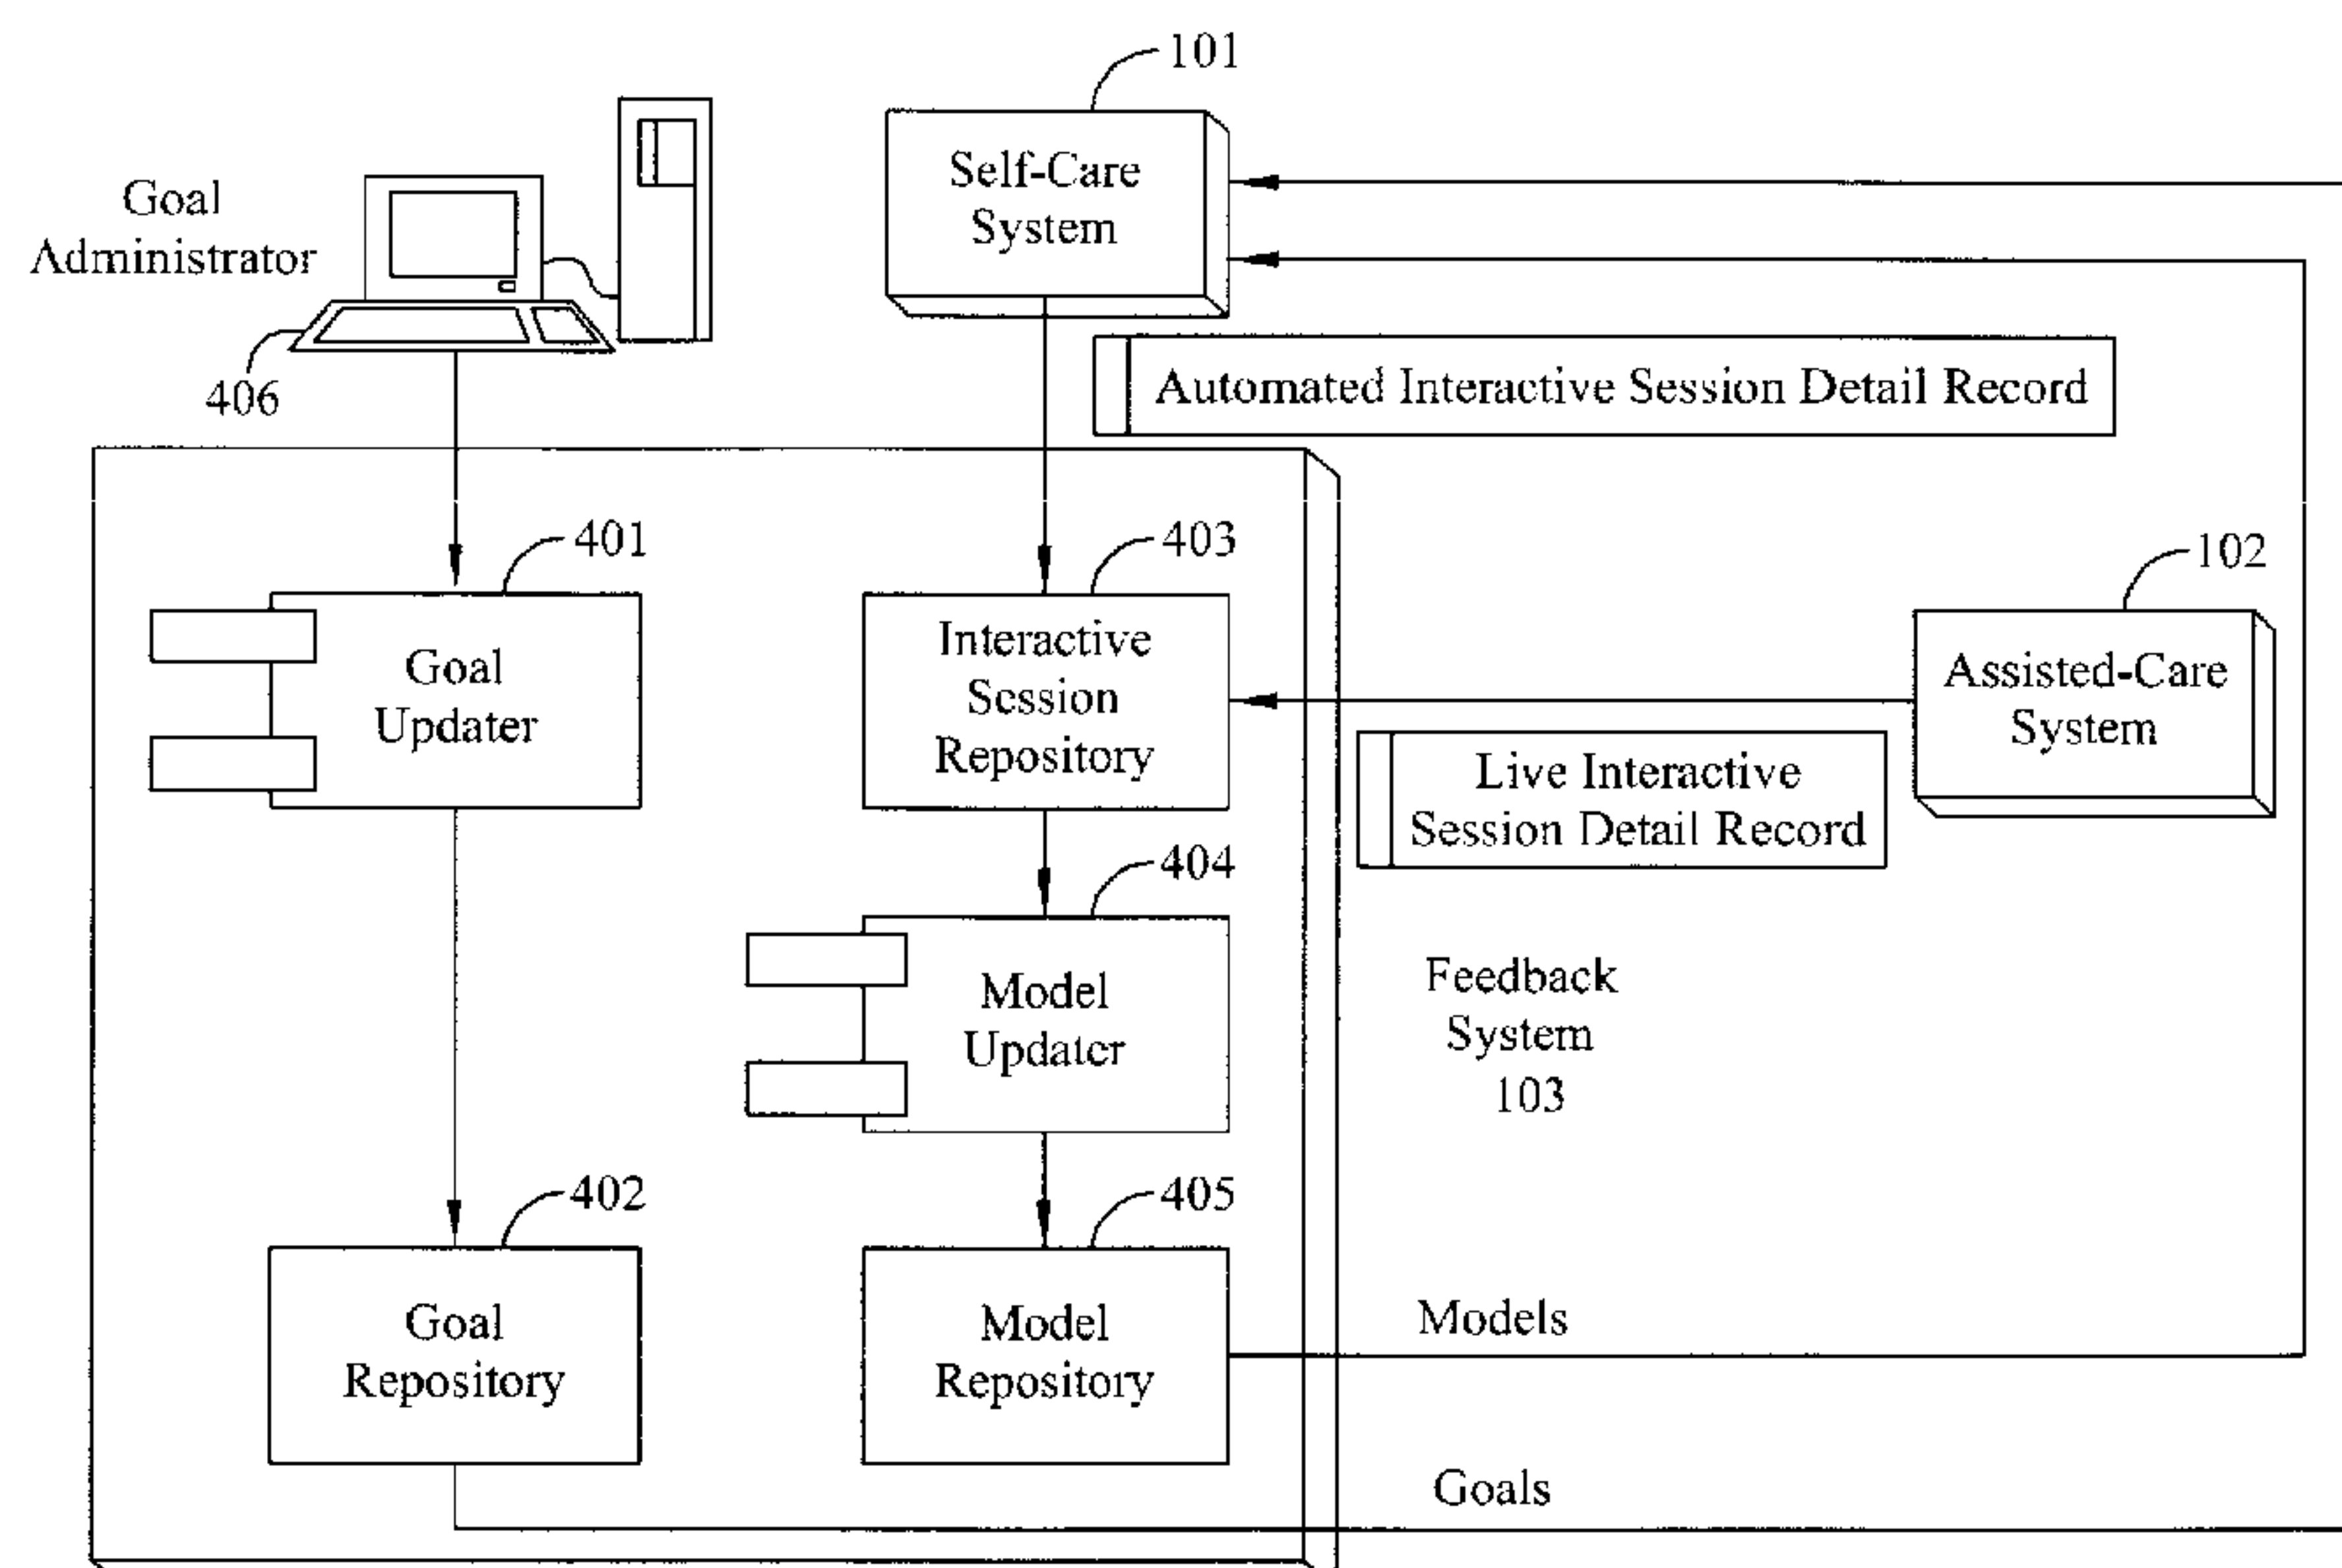 101
Self-Care
System
Goal
Administrator
406
Automated Interactive Session Detail Record
401
403
102
Goal
Updater
Interactive
Session
Repository
Assisted-Care
System
Live Interactive
Session Detail Record
404
Model
Updater
Feedback
System
103
402
405
Goal
Repository
Model
Repository
Models
Goals